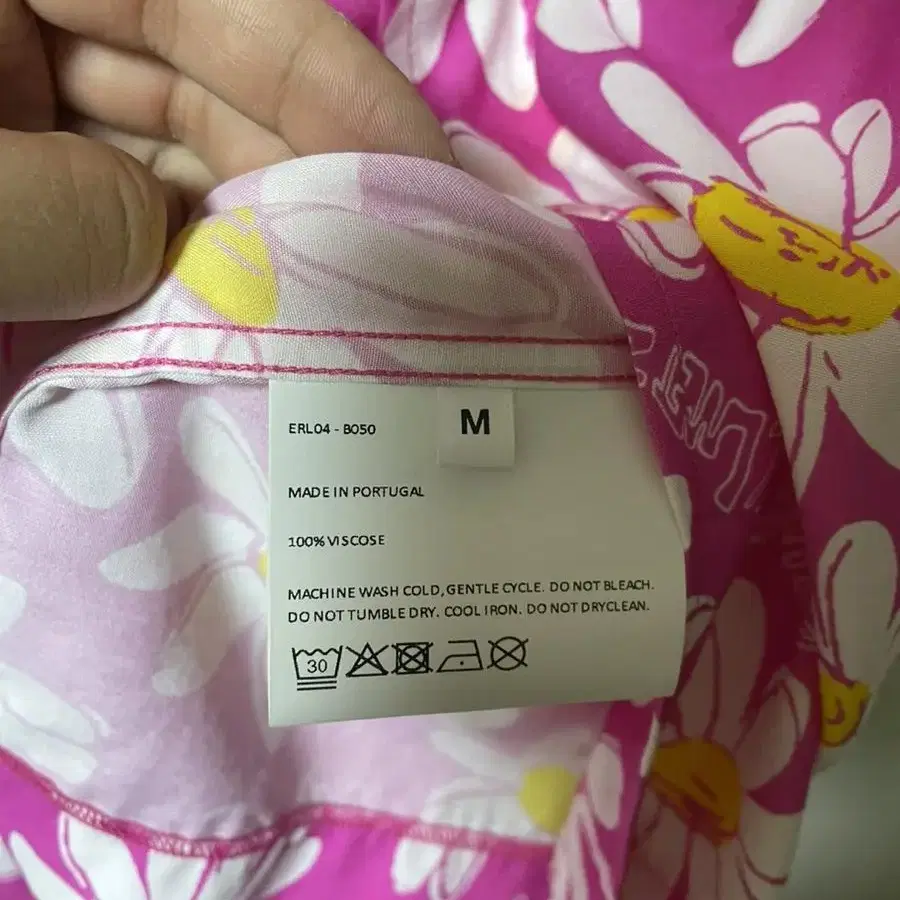 ERL04 - B050
M
MADE IN PORTUGAL
100% VISCOSE
MACHINE WASH COLD, GENTLE CYCLE. DO NOT BLEACH.
DO NOT TUMBLE DRY. COOL IRON. DO NOT DRYCLEAN.
30